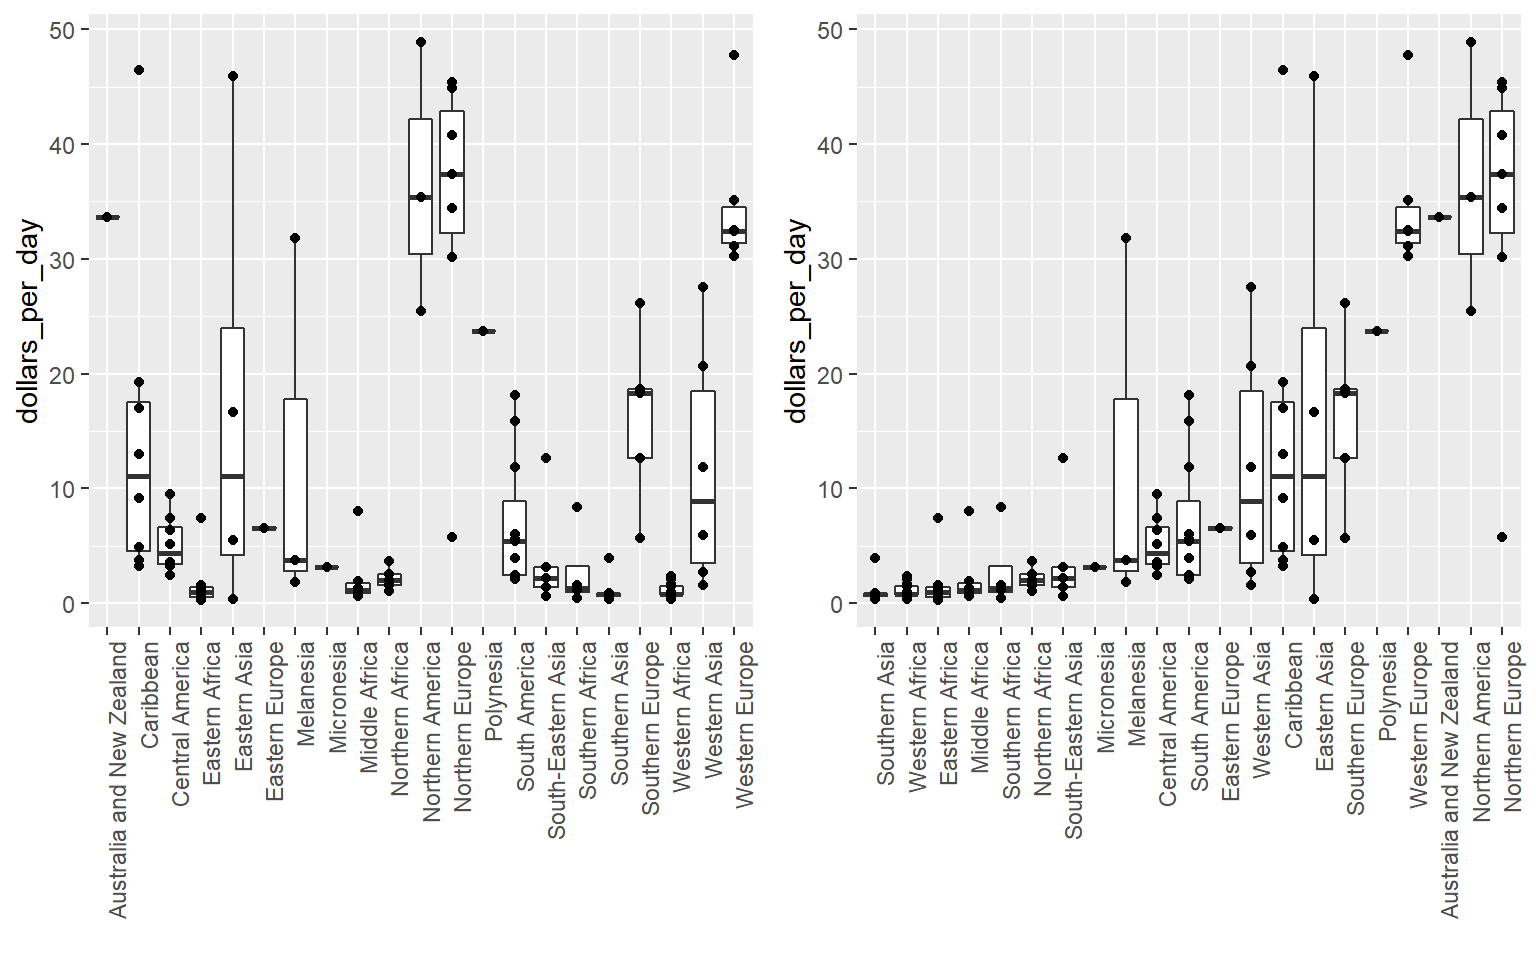 dollars_per_day
50
40
30
20
10
0
Australia and New Zealand
Caribbean
Central America
Eastern Africa
Eastern Asia
Eastern Europe
Melanesia
Micronesia
Middle Africa
Northern Africa
Northern America
Northern Europe
Polynesia
South America
South-Eastern Asia
Southern Africa
Southern Asia
Southern Europe
Western Africa
Western Asia
Western Europe
dollars_per_day
50
40
30
20
10
0
Southern Asia
Western Africa
Eastern Africa
Middle Africa
Southern Africa
Northern Africa
South-Eastern Asia
Micronesia
Melanesia
Central America
South America
Eastern Europe
Western Asia
Caribbean
Eastern Asia
Southern Europe
Polynesia
Western Europe
Australia and New Zealand
Northern America
Northern Europe